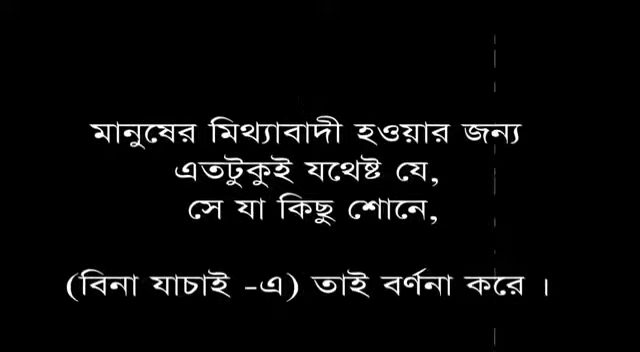 মানুষের মিথ্যাবাদী হওয়ার জন্য
এতটুকুই যথেষ্ট যে,
সে যা কিছু শোনে,
(বিনা যাচাই -এ) তাই বর্ণনা করে ।